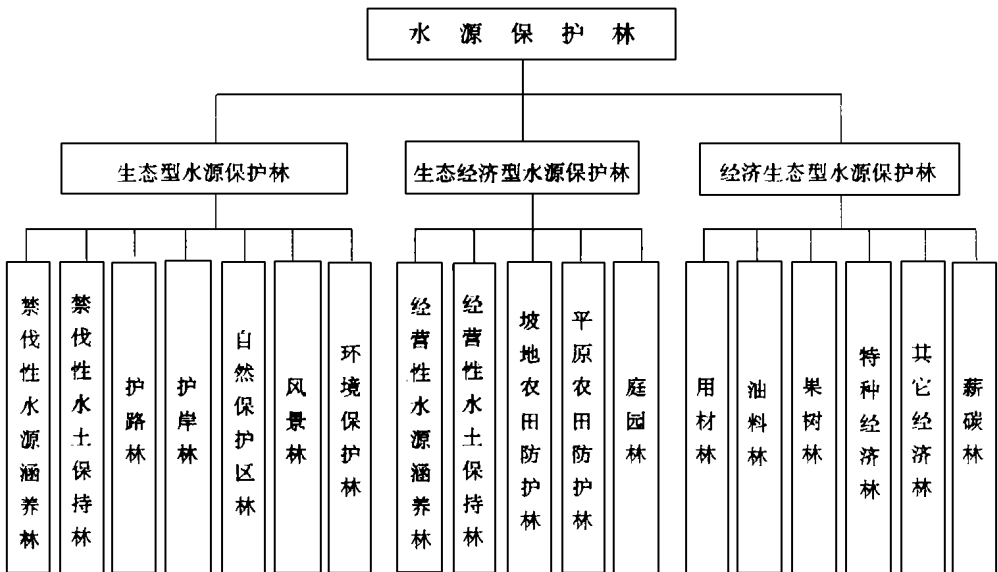 水源保护林
生态型水源保护林
生态经济型水源保护林
经济生态型水源保护林
禁伐性水源涵养林
禁伐性水土保持林
护路林
护岸林
自然保护区林
风景林
环境保护林
经营性水源涵养林
经营性水土保持林
坡地农田防护林
平原农田防护林
庭园林
用材林
油料林
果树林
特种经济林
其它经济林
薪碳林